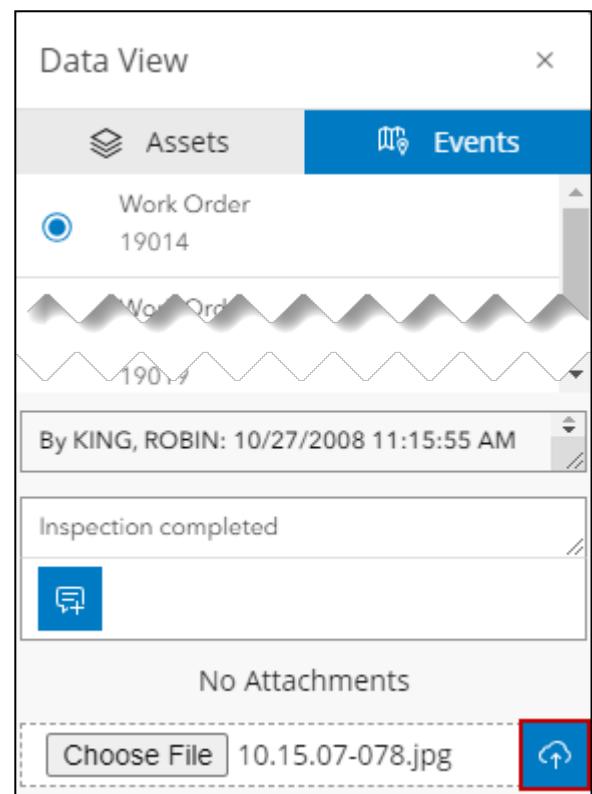 Data View
Assets
Events
Work Order
19014
By KING, ROBIN: 10/27/2008 11:15:55 AM
Inspection completed
No Attachments
Choose File 10.15.07-078.jpg